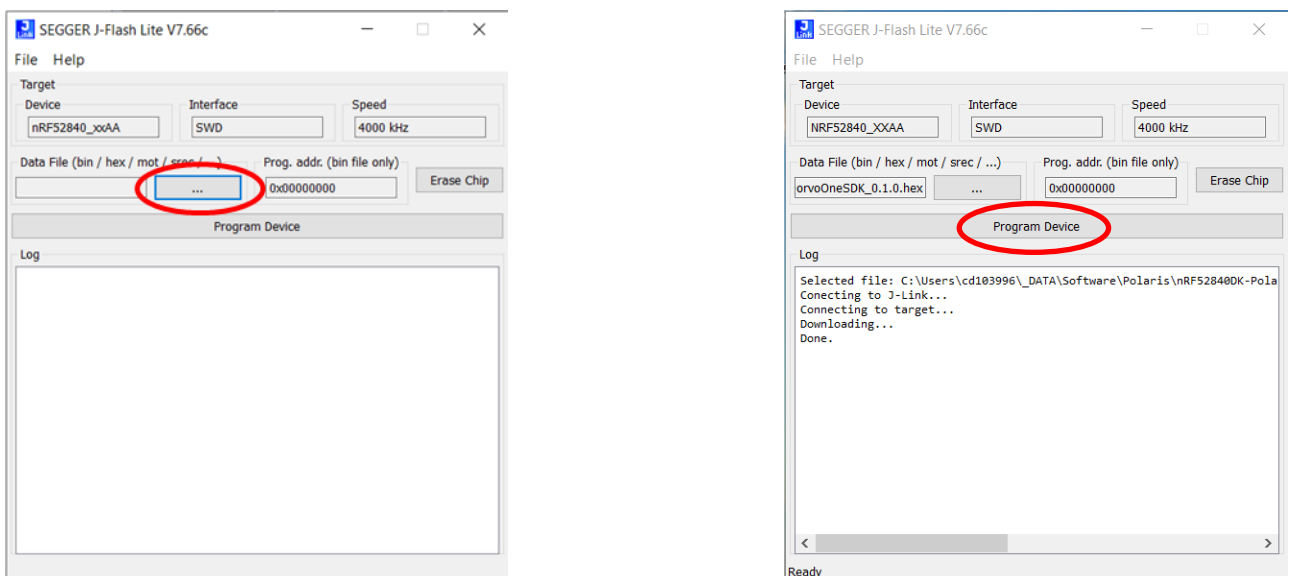 SEGGER J-Flash Lite V7.66c
File Help
Target
Device Interface Speed
nRF52840_xxAA SWD 4000 kHz
Data File (bin / hex / mot / srec / ...) Prog. addr. (bin file only)
... 0x00000000 Erase Chip
Program Device
Log
SEGGER J-Flash Lite V7.66c
File Help
Target
Device Interface Speed
NRF52840_XXAA SWD 4000 kHz
Data File (bin / hex / mot / srec / ...) Prog. addr. (bin file only)
orvoOneSDK_0.1.0.hex ... 0x00000000 Erase Chip
Program Device
Log
Selected file: C:\Users\cd103996\_DATA\Software\Polaris\nRF52840DK-Pola
Conecting to J-Link...
Connecting to target...
Downloading...
Done.
Ready